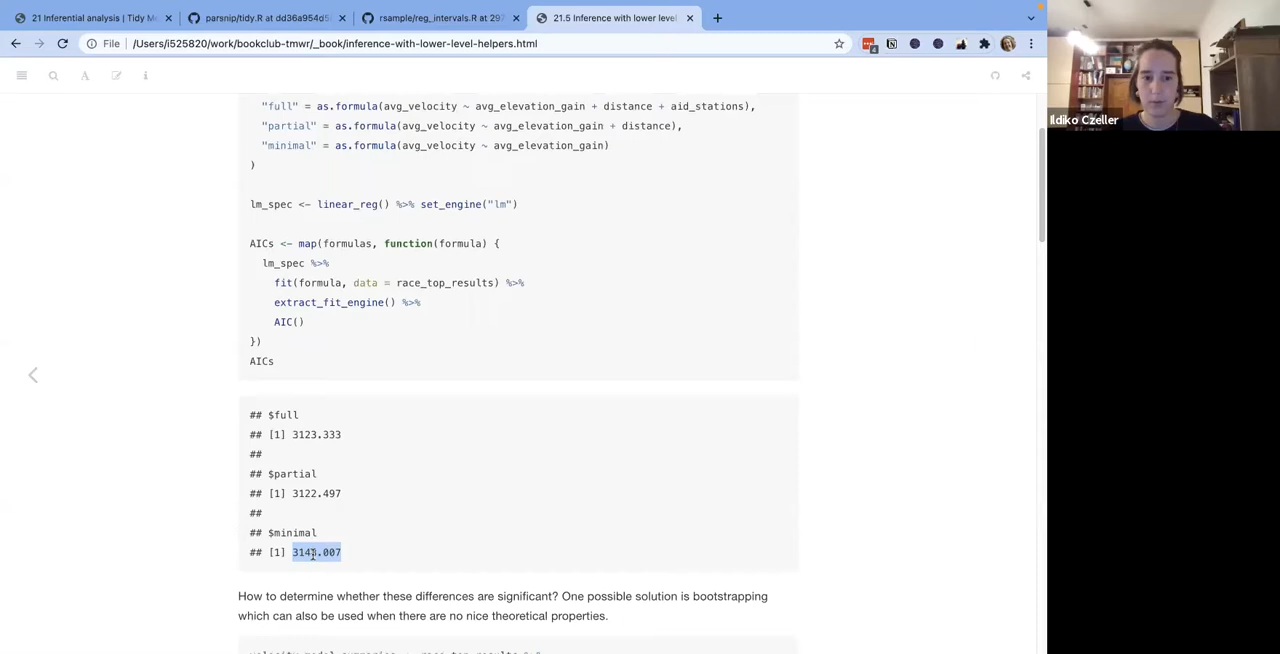 21 Inferential analysis | Tidy M
parsnip/tidy.R at dd36a954d5
rsample/reg_intervals.R at 297
21.5 Inference with lower level
File
/Users/i525820/work/bookclub-tmwr/_book/inference-with-lower-level-helpers.html
4
"full" = as.formula(avg_velocity ~ avg_elevation_gain + distance + aid_stations),
"partial" = as.formula(avg_velocity ~ avg_elevation_gain + distance),
"minimal" = as.formula(avg_velocity ~ avg_elevation_gain)
)
lm_spec <- linear_reg() %>% set_engine("lm")
AICs <- map(formulas, function(formula) {
lm_spec %>%
fit(formula, data = race_top_results) %>%
extract_fit_engine() %>%
AIC()
})
AICs
## $full
## [1] 3123.333
##
## $partial
## [1] 3122.497
##
## $minimal
## [1]
How to determine whether these differences are significant? One possible solution is bootstrapping
which can also be used when there are no nice theoretical properties.
Ildiko Czeller